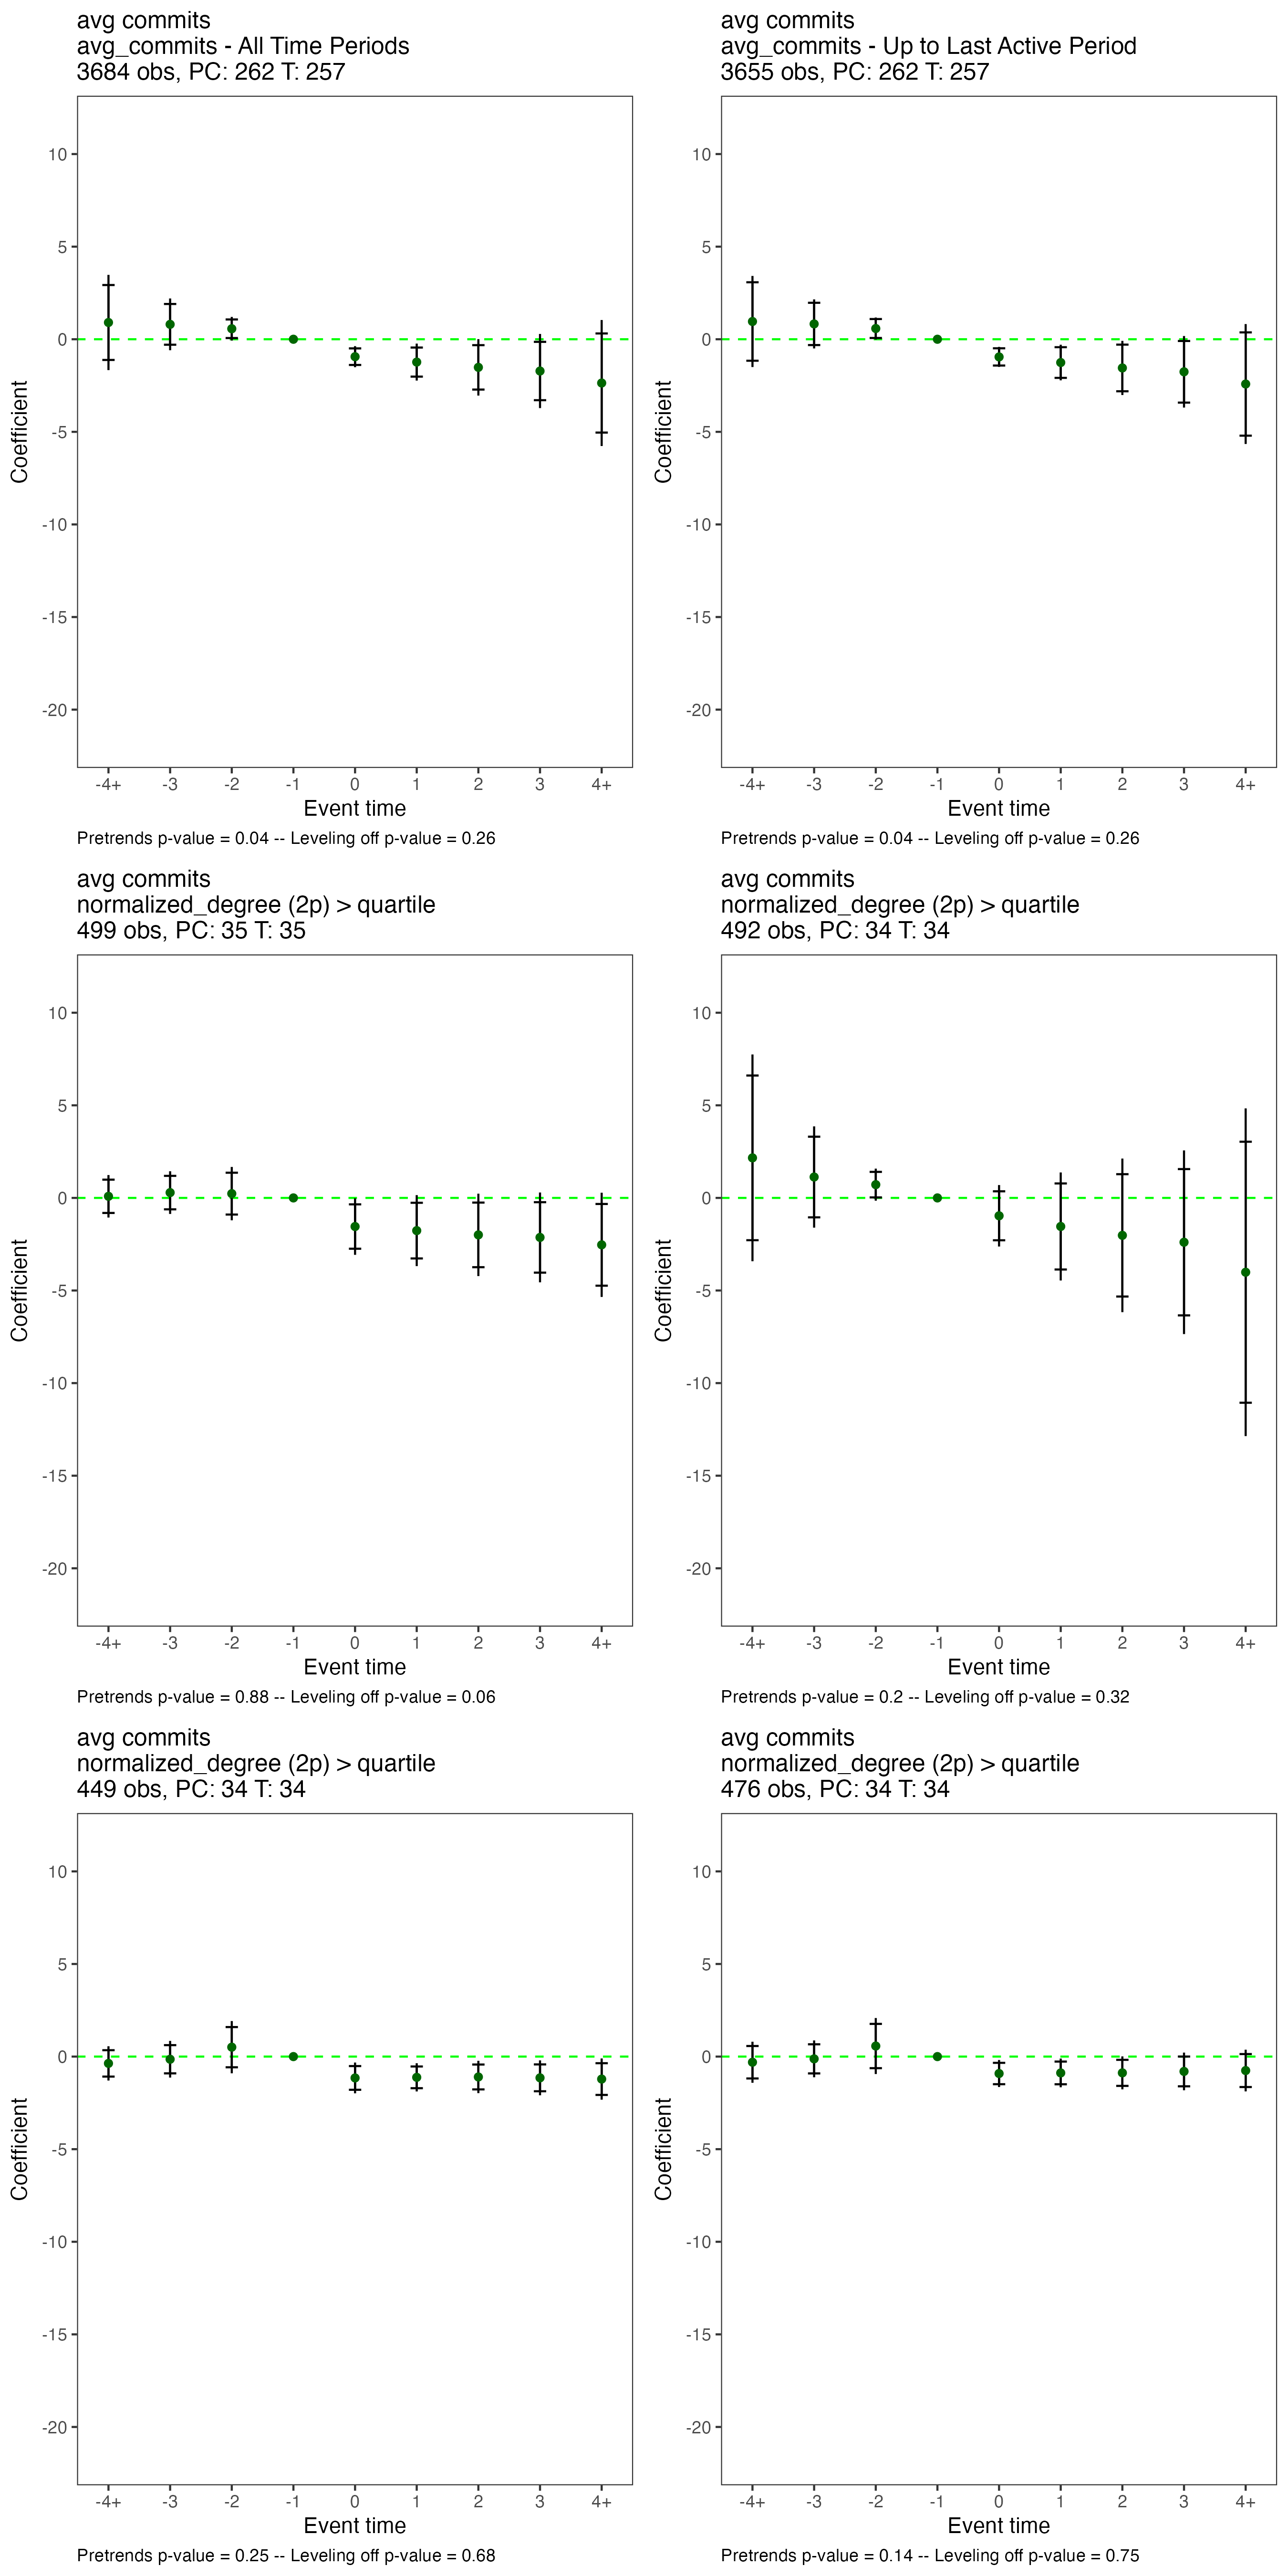 avg commits
avg_commits - All Time Periods
3684 obs, PC: 262 T: 257
10
5
0
-5
-10
-15
-20
Coefficient
-4+ -3 -2 -1 0 1 2 3 4+
Event time
Pretrends p-value = 0.04 -- Leveling off p-value = 0.26
avg commits
avg_commits - Up to Last Active Period
3655 obs, PC: 262 T: 257
10
5
0
-5
-10
-15
-20
Coefficient
-4+ -3 -2 -1 0 1 2 3 4+
Event time
Pretrends p-value = 0.04 -- Leveling off p-value = 0.26
avg commits
normalized_degree (2p) > quartile
499 obs, PC: 35 T: 35
10
5
0
-5
-10
-15
-20
Coefficient
-4+ -3 -2 -1 0 1 2 3 4+
Event time
Pretrends p-value = 0.88 -- Leveling off p-value = 0.06
avg commits
normalized_degree (2p) > quartile
492 obs, PC: 34 T: 34
10
5
0
-5
-10
-15
-20
Coefficient
-4+ -3 -2 -1 0 1 2 3 4+
Event time
Pretrends p-value = 0.2 -- Leveling off p-value = 0.32
avg commits
normalized_degree (2p) > quartile
449 obs, PC: 34 T: 34
10
5
0
-5
-10
-15
-20
Coefficient
-4+ -3 -2 -1 0 1 2 3 4+
Event time
Pretrends p-value = 0.25 -- Leveling off p-value = 0.68
avg commits
normalized_degree (2p) > quartile
476 obs, PC: 34 T: 34
10
5
0
-5
-10
-15
-20
Coefficient
-4+ -3 -2 -1 0 1 2 3 4+
Event time
Pretrends p-value = 0.14 -- Leveling off p-value = 0.75